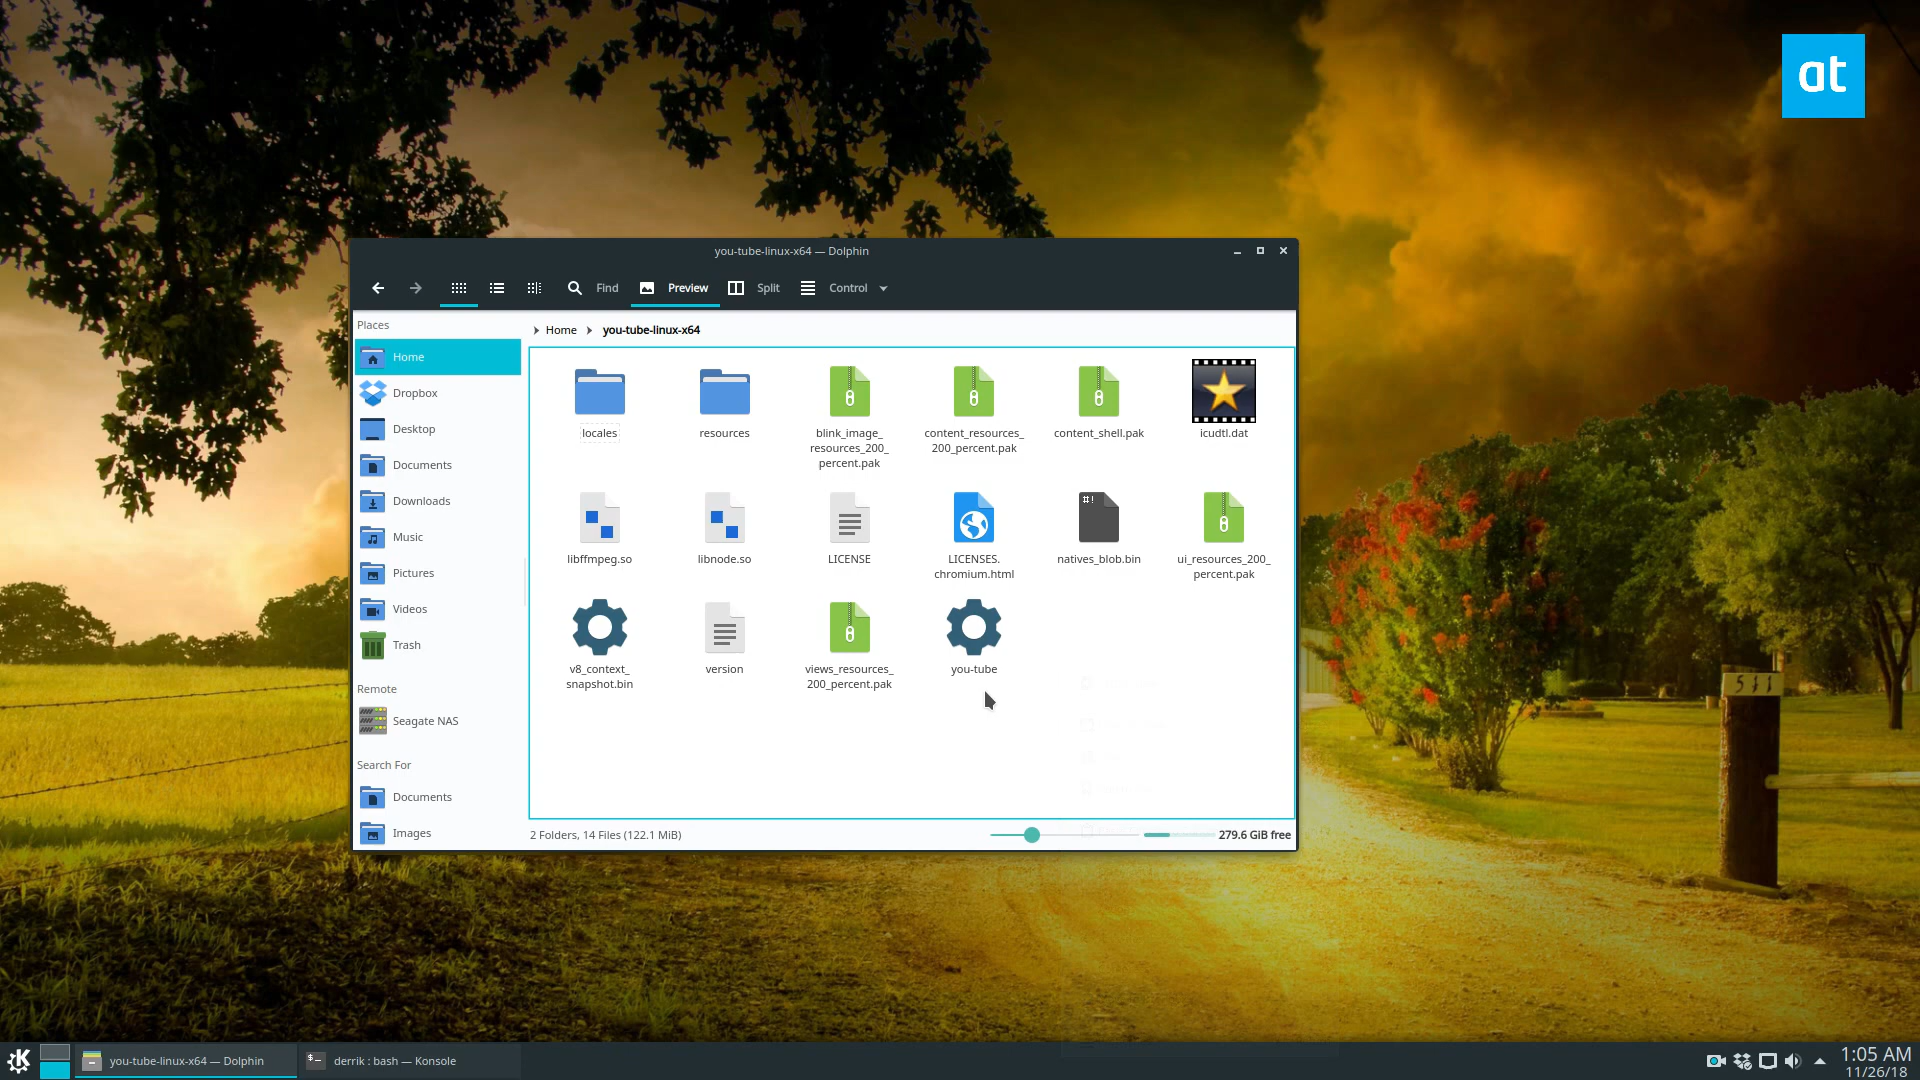 at
you-tube-linux-x64 — Dolphin
Find
Preview
Split
Control
Places
Home
Dropbox
Desktop
Documents
Downloads
Music
Pictures
Videos
Trash
Remote
Seagate NAS
Search For
Documents
Images
Home
you-tube-linux-x64
locales
resources
blink_image_
resources_200_
percent.pak
content_resources_
200_percent.pak
content_shell.pak
icudtl.dat
libffmpeg.so
libnode.so
LICENSE
LICENSES.
chromium.html
#!
natives_blob.bin
ui_resources_200_
percent.pak
v8_context_
snapshot.bin
version
views_resources_
200_percent.pak
you-tube
2 Folders, 14 Files (122.1 MiB)
279.6 GiB free
511
you-tube-linux-x64 — Dolphin
derrik : bash — Konsole
1:05 AM
11/26/18